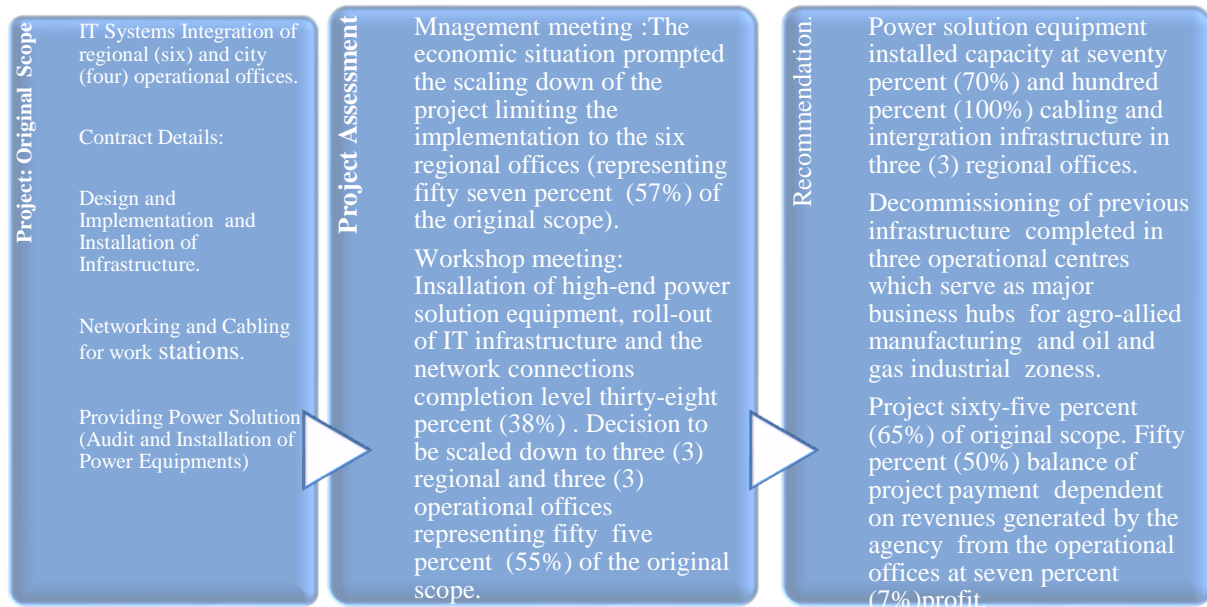 Project: Original Scope
IT Systems Integration of
regional (six) and city
(four) operational offices.
Contract Details:
Design and
Implementation and
Installation of
Infrastructure.
Networking and Cabling
for work stations.
Providing Power Solution
(Audit and Installation of
Power Equipments)
Project Assessment
Mnagement meeting :The
economic situation prompted
the scaling down of the
project limiting the
implementation to the six
regional offices (representing
fifty seven percent (57%) of
the original scope).
Workshop meeting:
Insallation of high-end power
solution equipment, roll-out
of IT infrastructure and the
network connections
completion level thirty-eight
percent (38%) . Decision to
be scaled down to three (3)
regional and three (3)
operational offices
representing fifty five
percent (55%) of the original
scope.
Recommendation.
Power solution equipment
installed capacity at seventy
percent (70%) and hundred
percent (100%) cabling and
intergration infrastructure in
three (3) regional offices.
Decommissioning of previous
infrastructure completed in
three operational centres
which serve as major
business hubs for agro-allied
manufacturing and oil and
gas industrial zoness.
Project sixty-five percent
(65%) of original scope. Fifty
percent (50%) balance of
project payment dependent
on revenues generated by the
agency from the operational
offices at seven percent
(7%)profit.